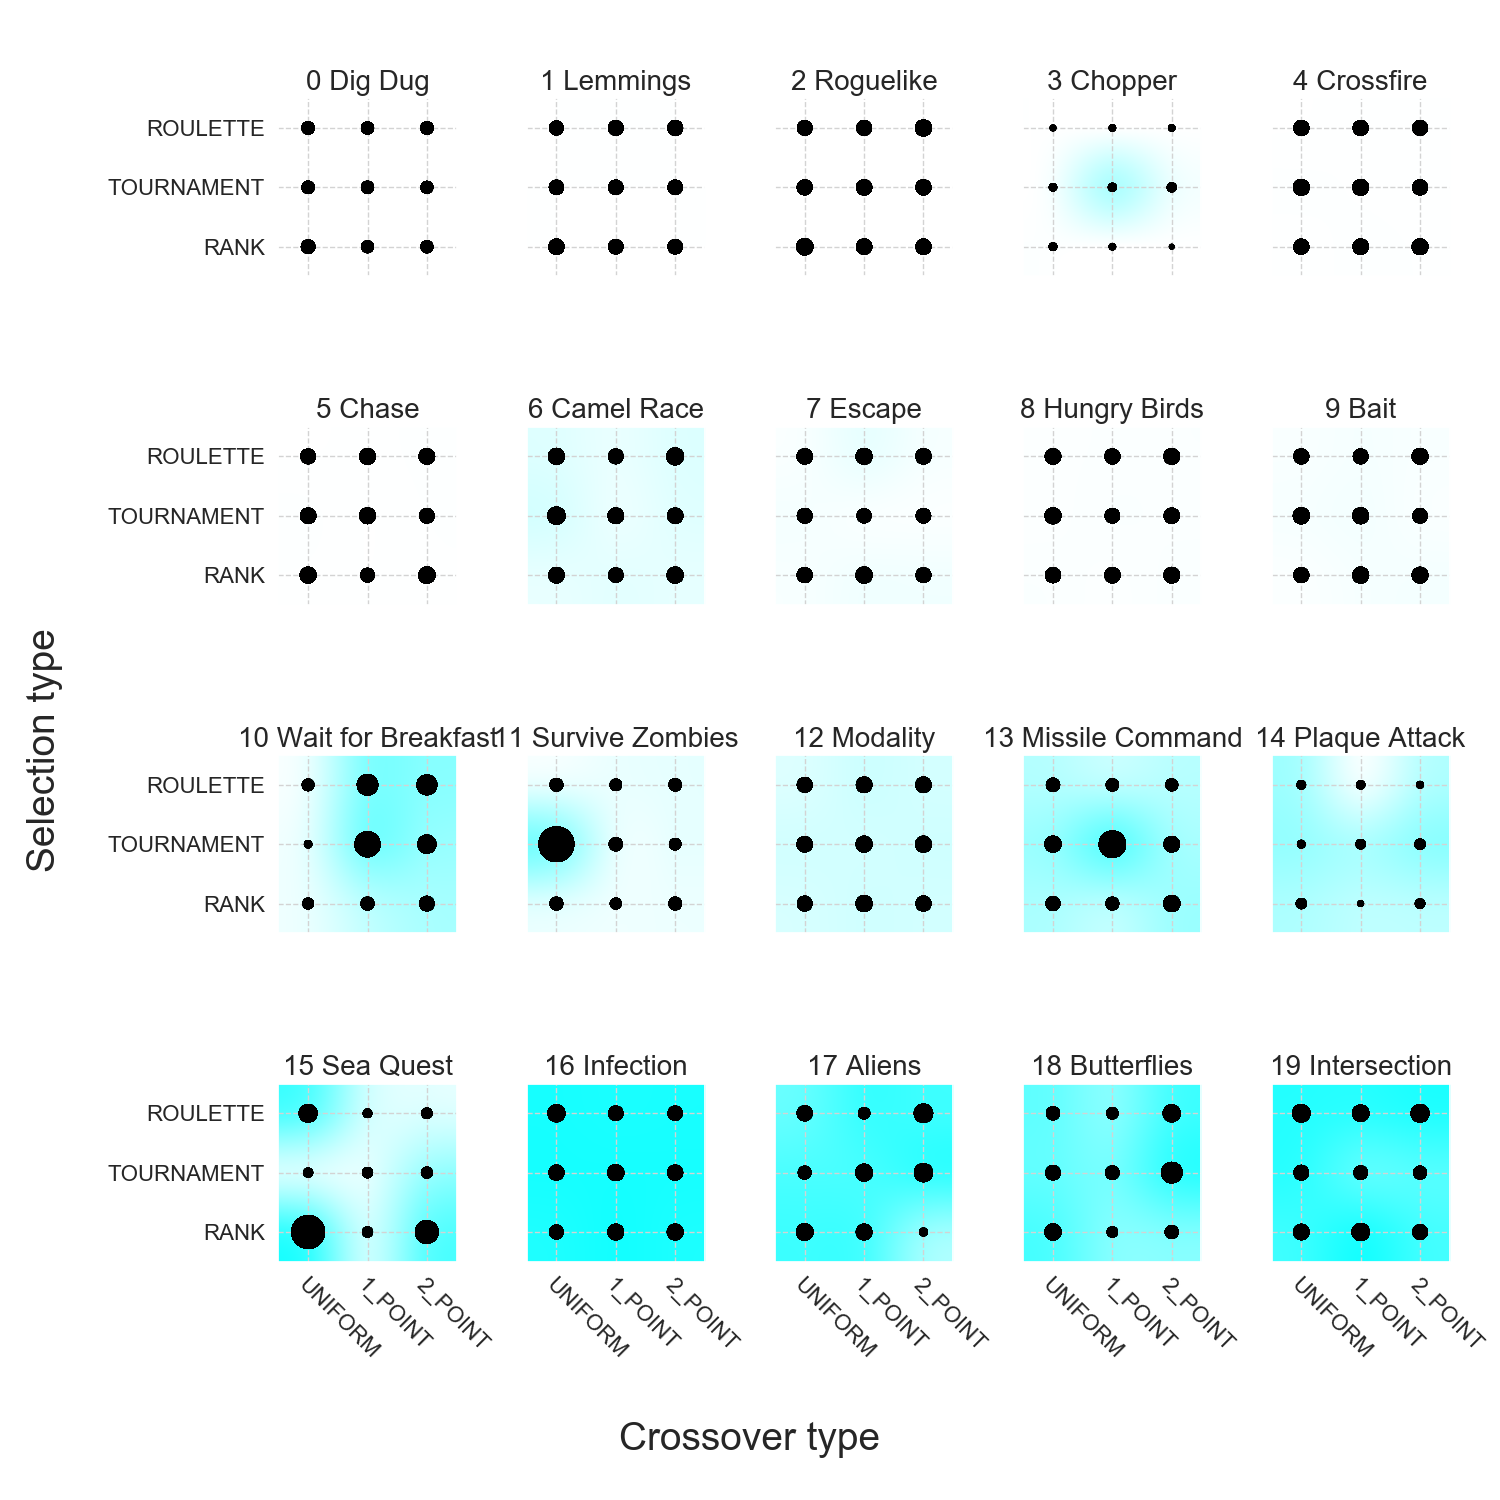 0 Dig Dug
1 Lemmings
2 Roguelike
3 Chopper
4 Crossfire
ROULETTE
TOURNAMENT
RANK
5 Chase
6 Camel Race
7 Escape
8 Hungry Birds
9 Bait
ROULETTE
TOURNAMENT
RANK
Selection type
10 Wait for Breakfast
11 Survive Zombies
12 Modality
13 Missile Command
14 Plaque Attack
ROULETTE
TOURNAMENT
RANK
15 Sea Quest
16 Infection
17 Aliens
18 Butterflies
19 Intersection
ROULETTE
TOURNAMENT
RANK
UNIFORM
1_POINT
2_POINT
UNIFORM
1_POINT
2_POINT
UNIFORM
1_POINT
2_POINT
UNIFORM
1_POINT
2_POINT
UNIFORM
1_POINT
2_POINT
Crossover type